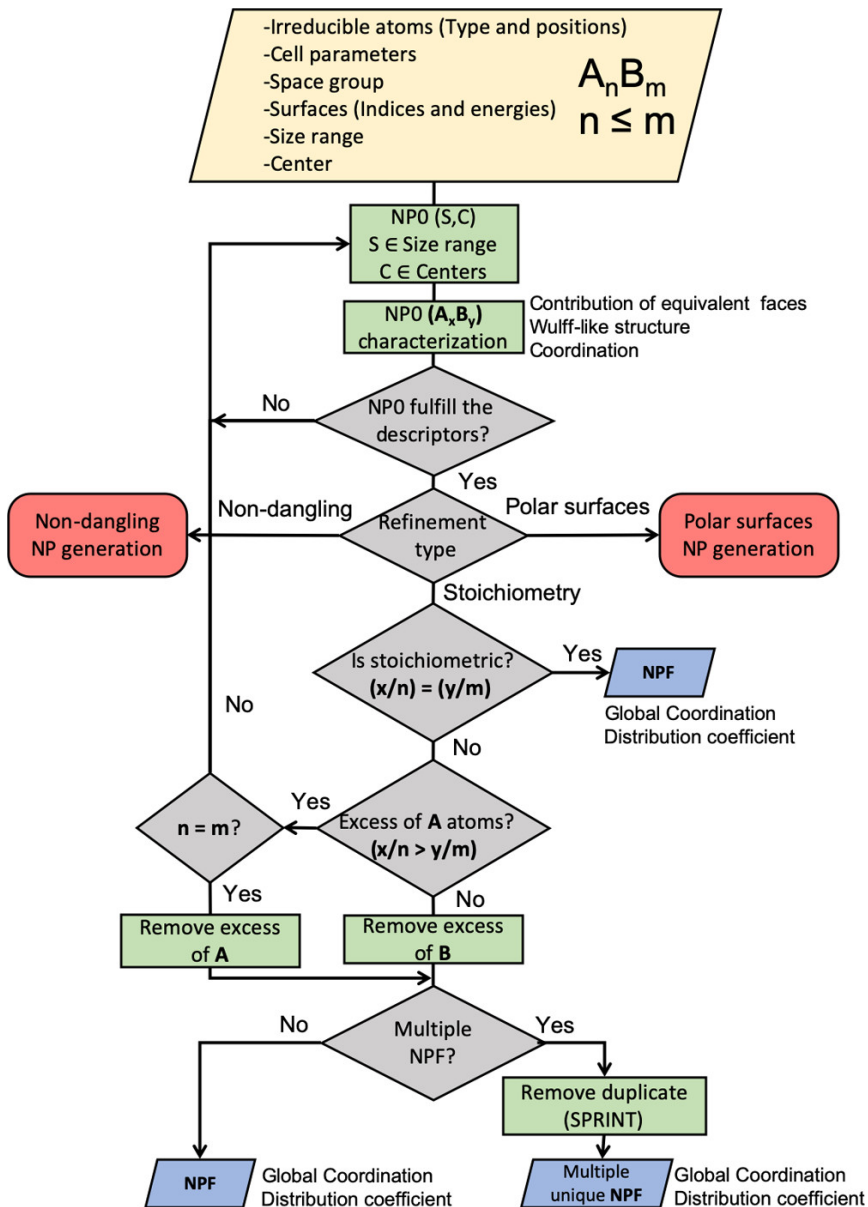 -Irreducible atoms (Type and positions)
-Cell parameters
-Space group
-Surfaces (Indices and energies)
-Size range
-Center
AₙBₘ
n ≤ m
NP0 (S,C)
S ∈ Size range
C ∈ Centers
NP0 (AₓBᵧ)
characterization
Contribution of equivalent faces
Wulff-like structure
Coordination
NP0 fulfill the
descriptors?
No
Yes
Refinement
type
Non-dangling
Non-dangling
NP generation
Polar surfaces
Polar surfaces
NP generation
Stoichiometry
Is stoichiometric?
(x/n) = (y/m)
Yes
NPF
Global Coordination
Distribution coefficient
No
Excess of A atoms?
(x/n > y/m)
Yes
n = m?
No
Yes
Remove excess
of A
No
Remove excess
of B
Multiple
NPF?
No
Yes
Remove duplicate
(SPRINT)
NPF
Global Coordination
Distribution coefficient
Multiple
unique NPF
Global Coordination
Distribution coefficient